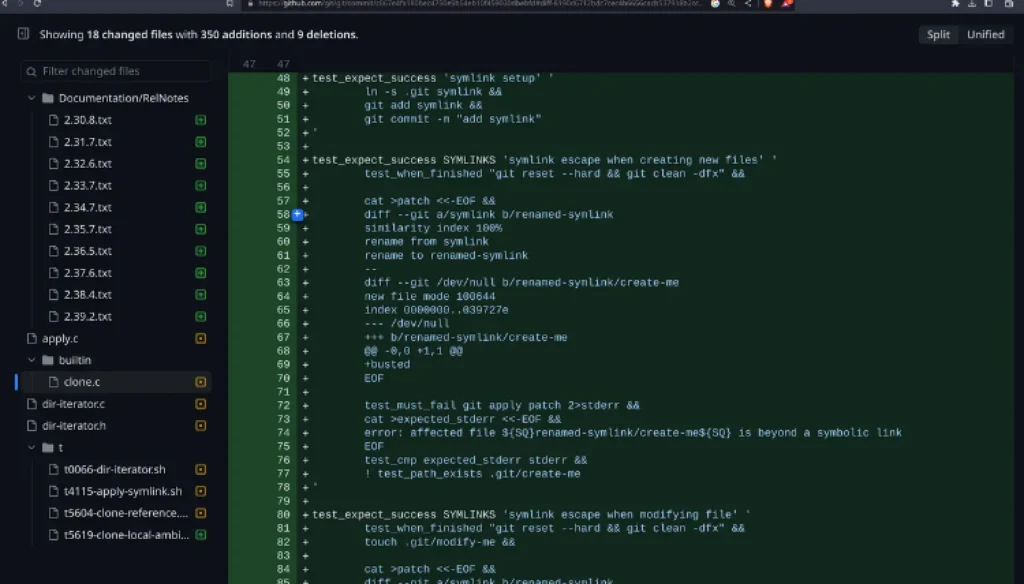 Showing 18 changed files with 350 additions and 9 deletions.
Split
Unified
Filter changed files
Documentation/RelNotes
2.30.8.txt
2.31.7.txt
2.32.6.txt
2.33.7.txt
2.34.7.txt
2.35.7.txt
2.36.5.txt
2.37.6.txt
2.38.4.txt
2.39.2.txt
apply.c
builtin
clone.c
dir-iterator.c
dir-iterator.h
t
t0066-dir-iterator.sh
t4115-apply-symlink.sh
t5604-clone-reference....
t5619-clone-local-ambi...
47 47
48 +test_expect_success 'symlink setup' '
49 + ln -s .git symlink &&
50 + git add symlink &&
51 + git commit -m "add symlink"
52 +'
53 +
54 +test_expect_success SYMLINKS 'symlink escape when creating new files' '
55 + test_when_finished "git reset --hard && git clean -dfx" &&
56 +
57 + cat >patch <<-EOF &&
58 + diff --git a/symlink b/renamed-symlink
59 + similarity index 100%
60 + rename from symlink
61 + rename to renamed-symlink
62 + --
63 + diff --git /dev/null b/renamed-symlink/create-me
64 + new file mode 100644
65 + index 0000000..039727e
66 + --- /dev/null
67 + +++ b/renamed-symlink/create-me
68 + @@ -0,0 +1,1 @@
69 + +busted
70 + EOF
71 +
72 + test_must_fail git apply patch 2>stderr &&
73 + cat >expected_stderr <<-EOF &&
74 + error: affected file ${SQ}renamed-symlink/create-me${SQ} is beyond a symbolic link
75 + EOF
76 + test_cmp expected_stderr stderr &&
77 + ! test_path_exists .git/create-me
78 +'
79 +
80 +test_expect_success SYMLINKS 'symlink escape when modifying file' '
81 + test_when_finished "git reset --hard && git clean -dfx" &&
82 + touch .git/modify-me &&
83 +
84 + cat >patch <<-EOF &&
85 + diff --git a/symlink b/renamed-symlink